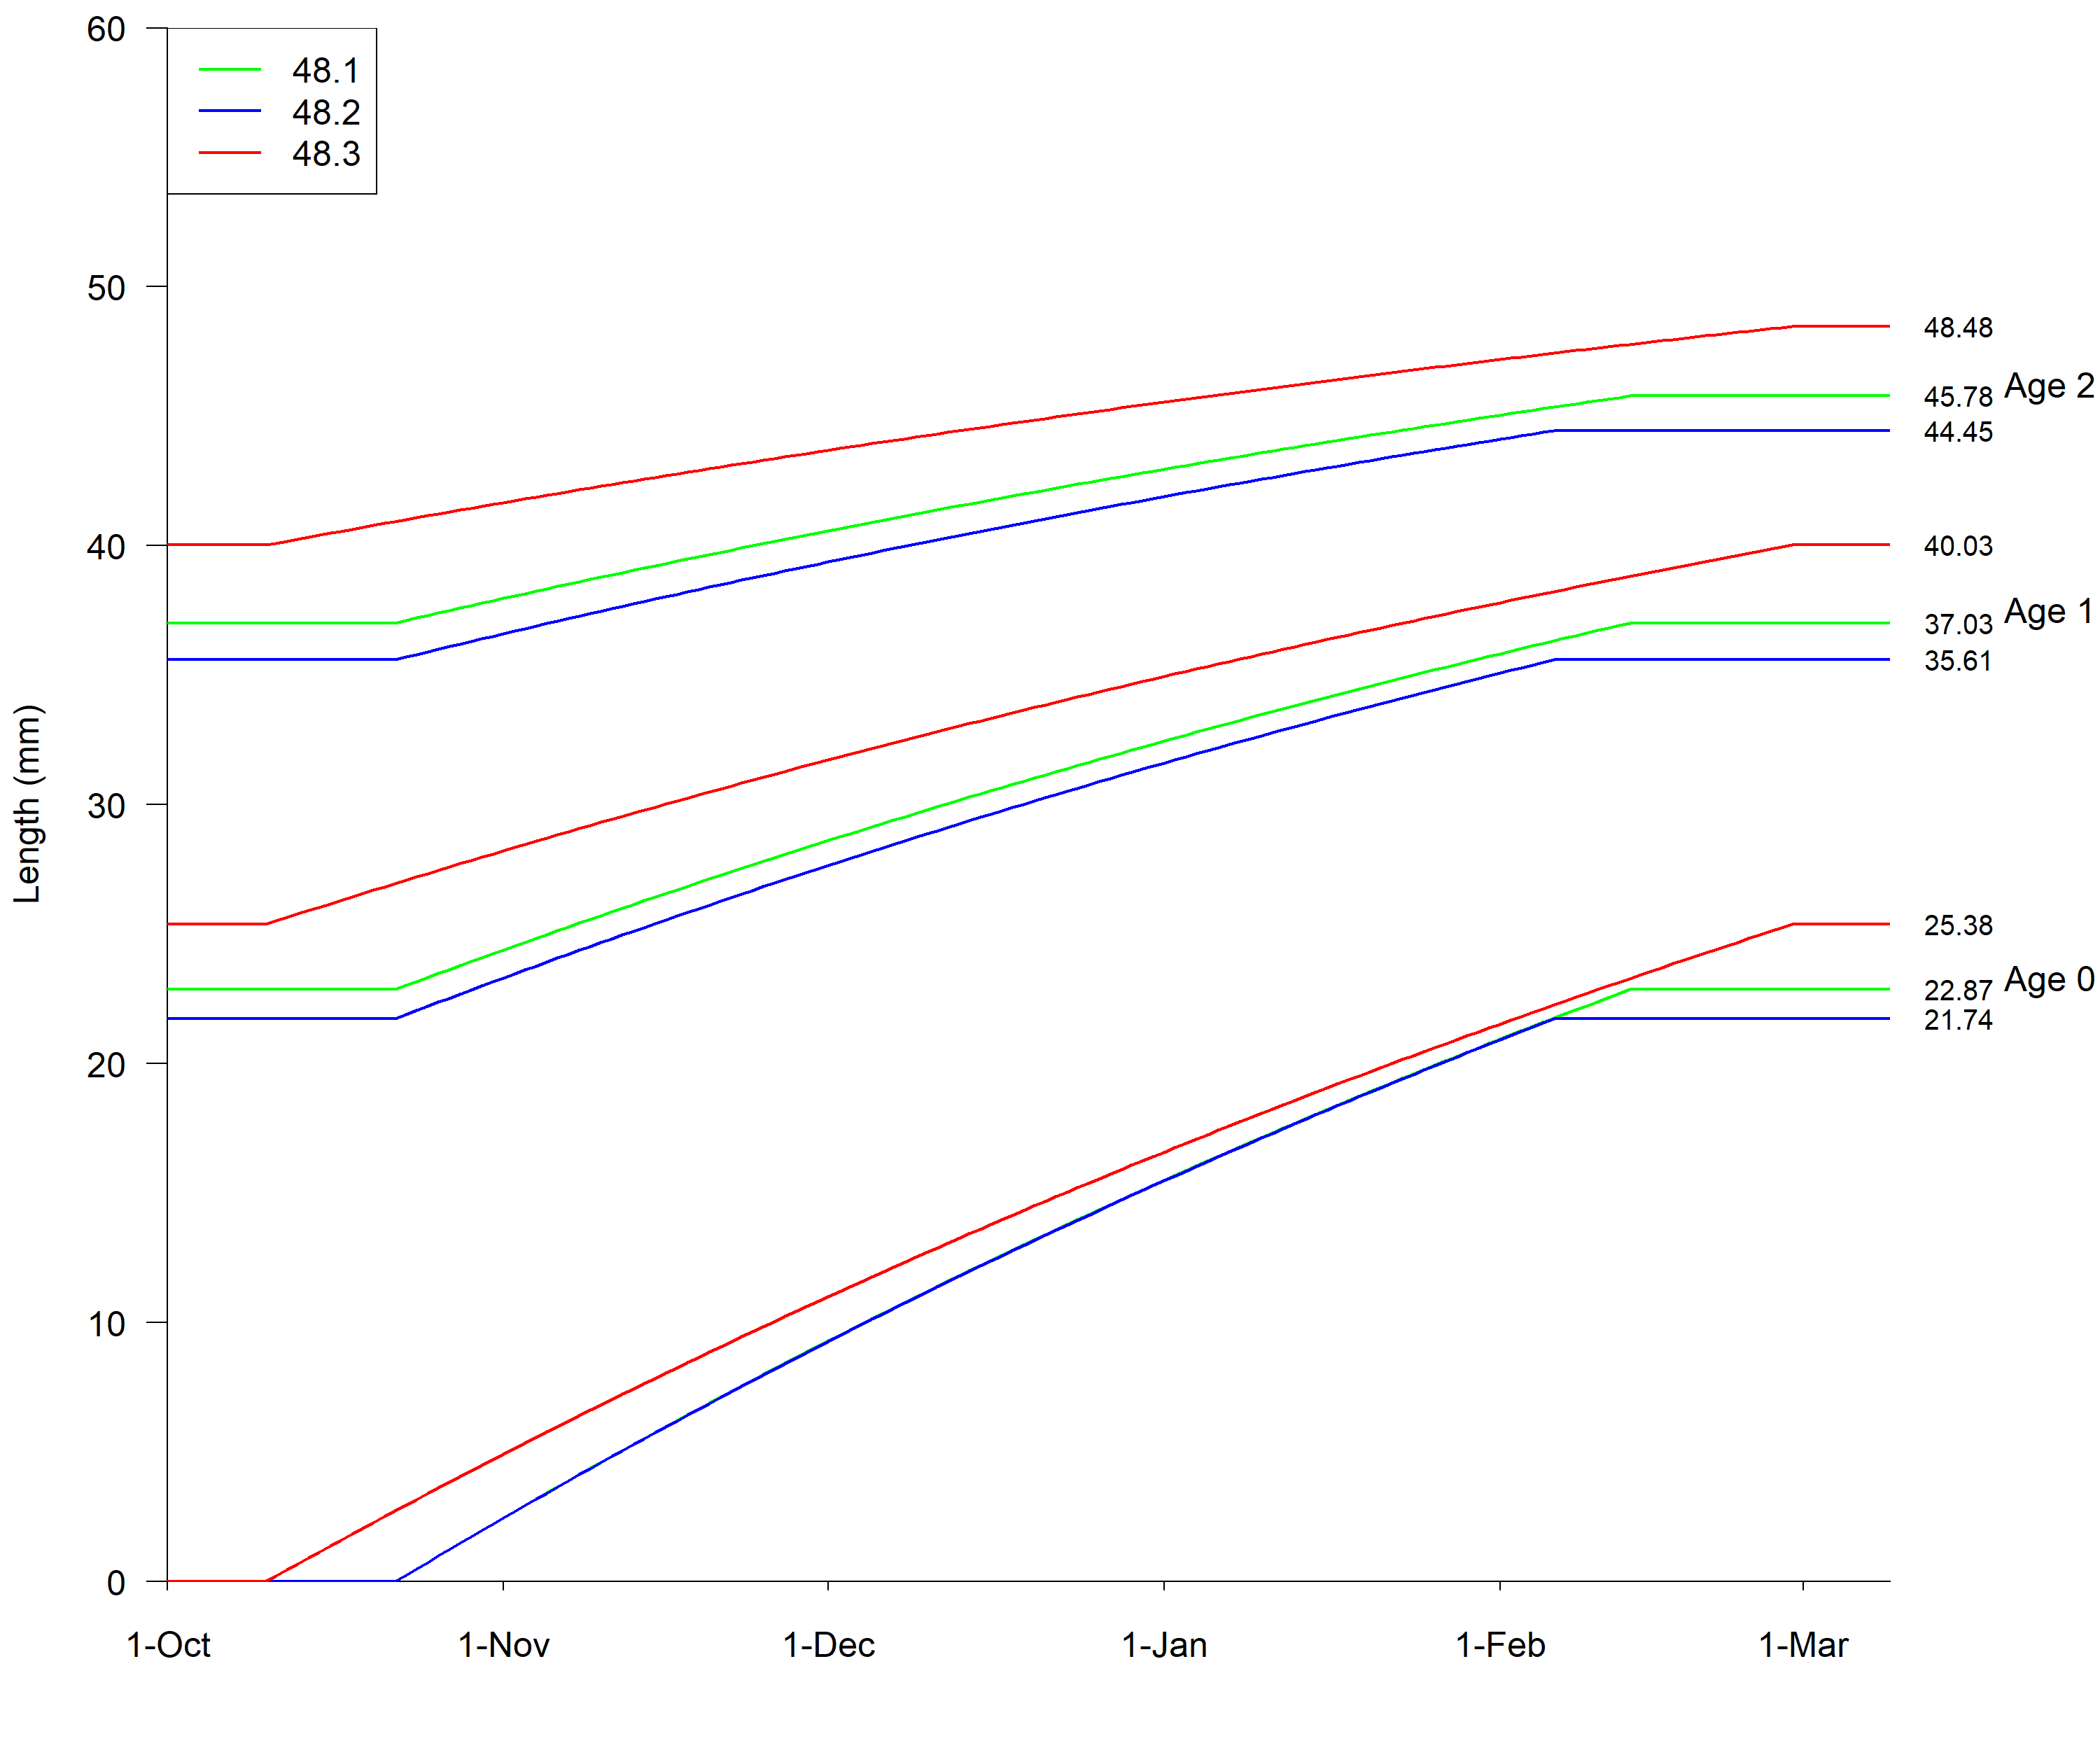 60
50
40
30
20
10
0
Length (mm)
48.1
48.2
48.3
48.48
45.78
44.45
Age 2
40.03
37.03
35.61
Age 1
25.38
22.87
21.74
Age 0
1-Oct
1-Nov
1-Dec
1-Jan
1-Feb
1-Mar